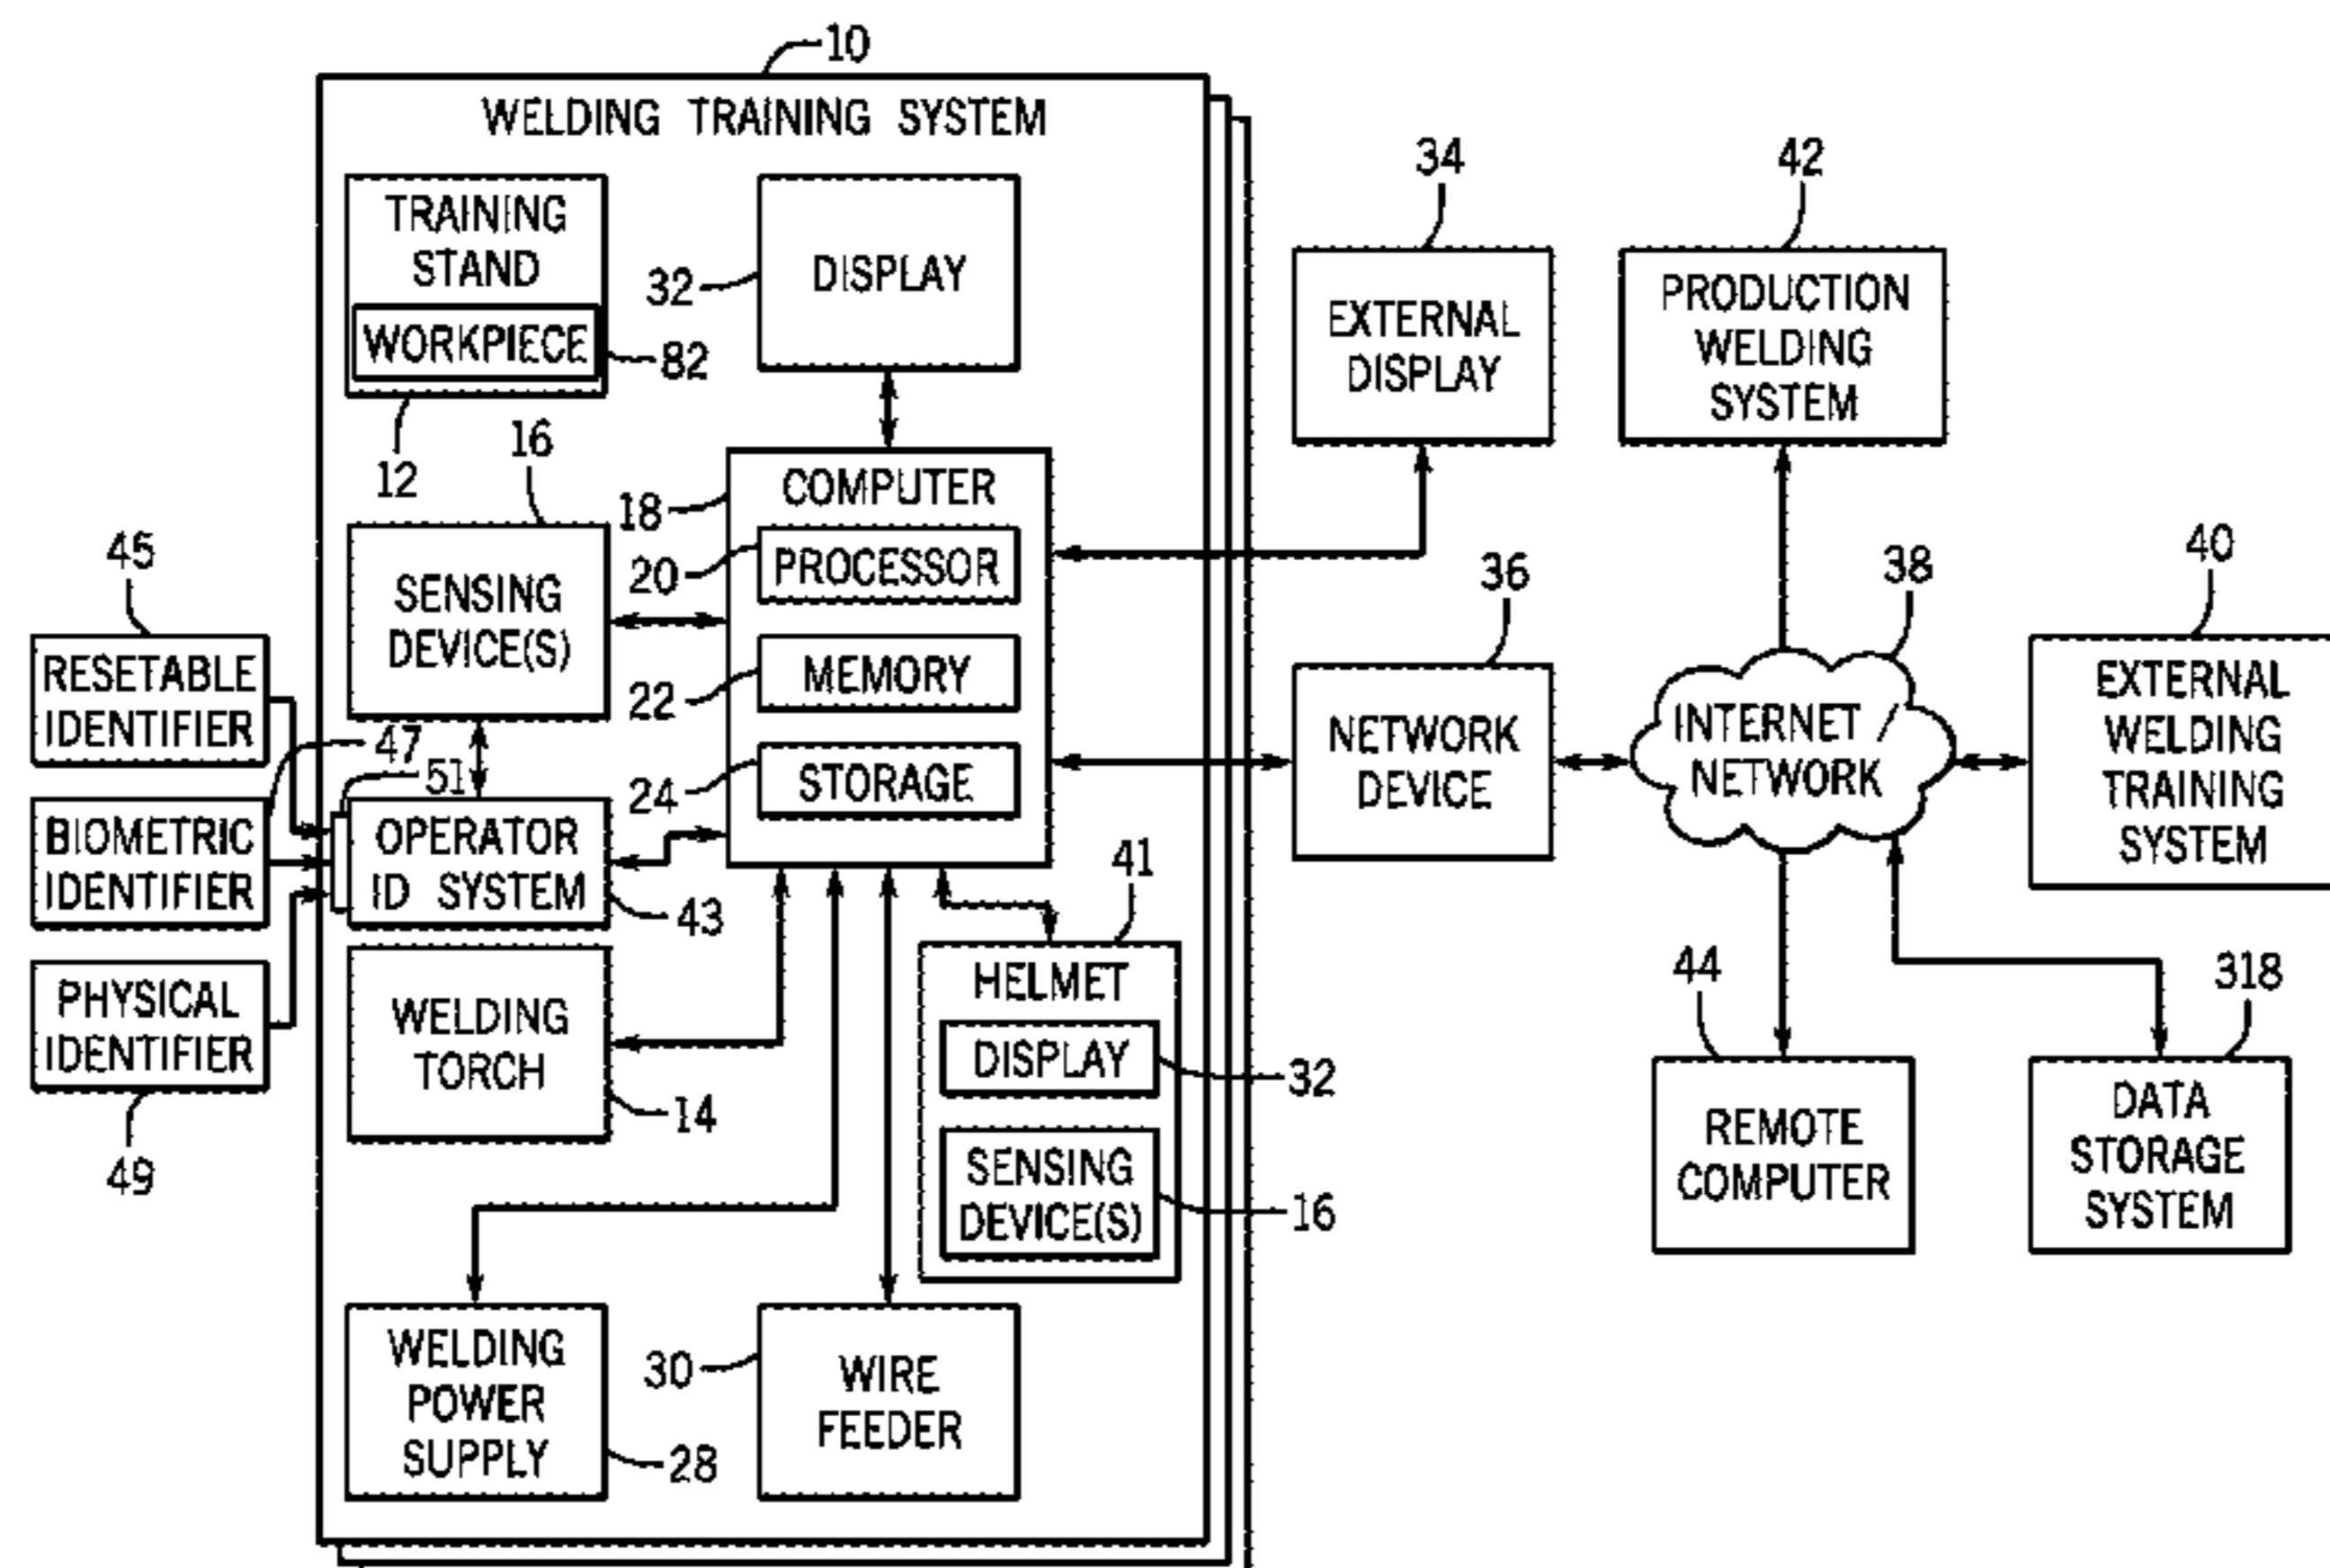 10
WELDING TRAINING SYSTEM
TRAINING
STAND
WORKPIECE
82
12
32
DISPLAY
34
EXTERNAL
DISPLAY
42
PRODUCTION
WELDING
SYSTEM
16
SENSING
DEVICE(S)
18
COMPUTER
20
PROCESSOR
22
MEMORY
24
STORAGE
36
NETWORK
DEVICE
38
INTERNET /
NETWORK
40
EXTERNAL
WELDING
TRAINING
SYSTEM
45
RESETABLE
IDENTIFIER
47
51
BIOMETRIC
IDENTIFIER
OPERATOR
ID SYSTEM
43
PHYSICAL
IDENTIFIER
49
WELDING
TORCH
14
41
HELMET
DISPLAY
32
SENSING
DEVICE(S)
16
44
REMOTE
COMPUTER
318
DATA
STORAGE
SYSTEM
WELDING
POWER
SUPPLY
28
30
WIRE
FEEDER